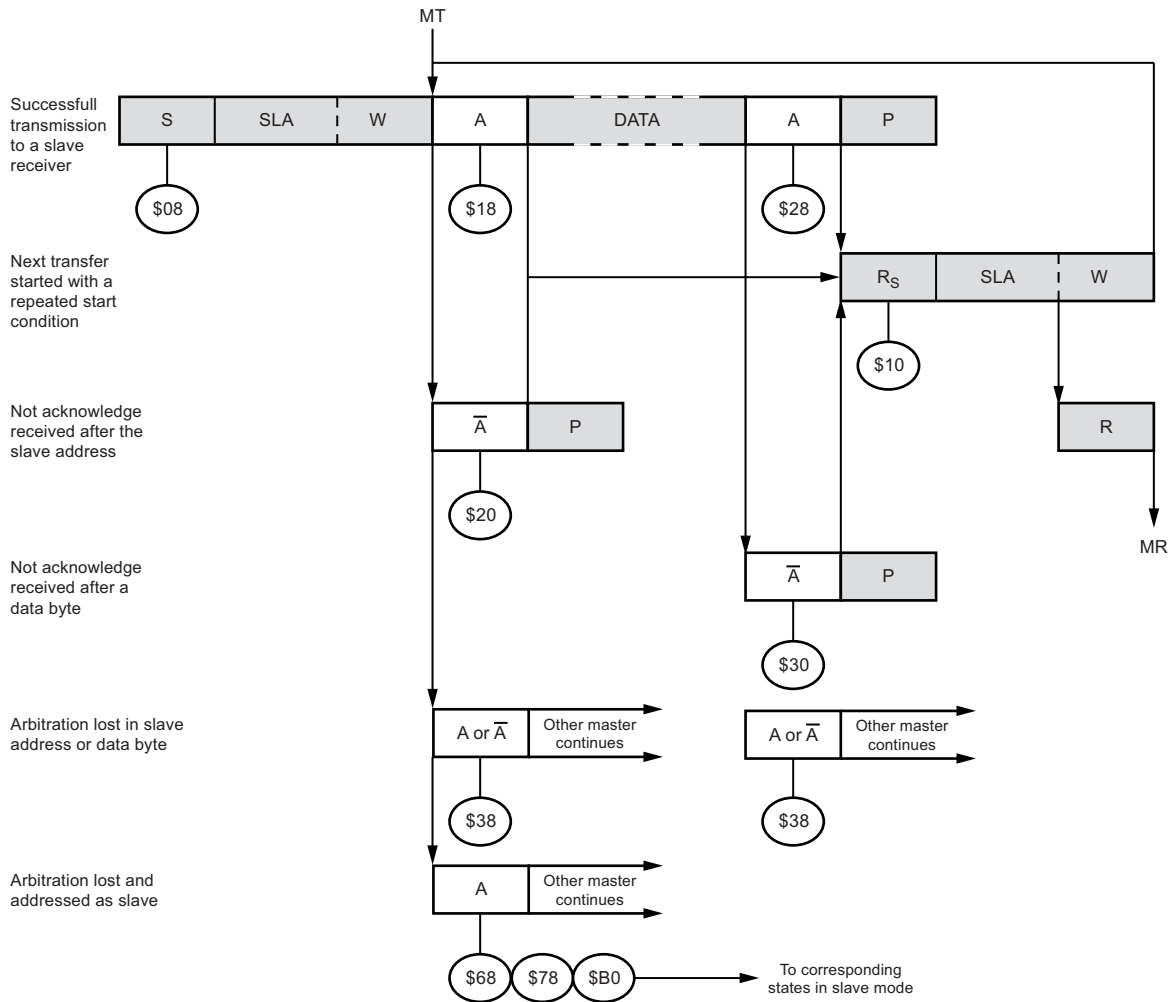 MT
Successfull
transmission
to a slave
receiver
S SLA W A DATA A P
$08 $18 $28
Next transfer
started with a
repeated start
condition
RS SLA W
$10
Not acknowledge
received after the
slave address
A̅ P R
$20
MR
Not acknowledge
received after a
data byte
A̅ P
$30
Arbitration lost in slave
address or data byte
A or A̅ Other master
continues
A or A̅ Other master
continues
$38 $38
Arbitration lost and
addressed as slave
A Other master
continues
$68 $78 $B0 To corresponding
states in slave mode